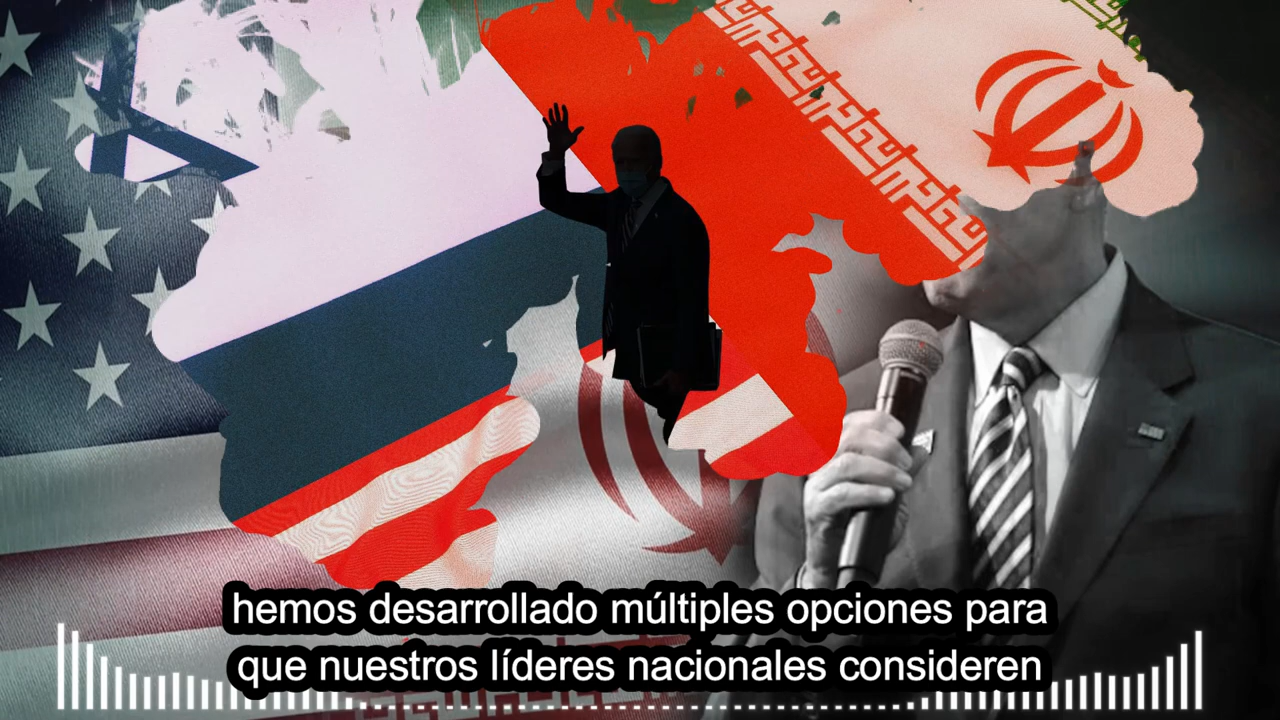 hemos desarrollado múltiples opciones para
que nuestros líderes nacionales consideren